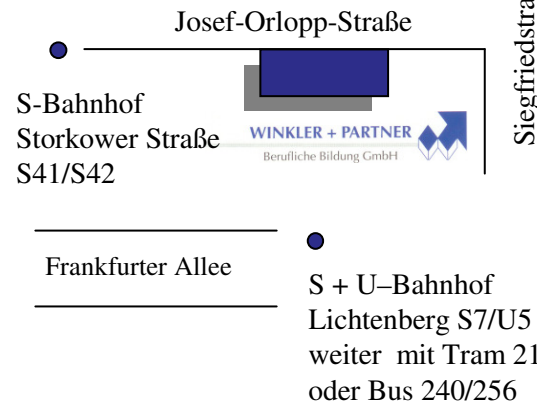 Josef-Orlopp-Straße
S-Bahnhof
Storkower Straße
S41/S42
WINKLER + PARTNER
Berufliche Bildung GmbH
Frankfurter Allee
S + U–Bahnhof
Lichtenberg S7/U5
weiter mit Tram 21
oder Bus 240/256